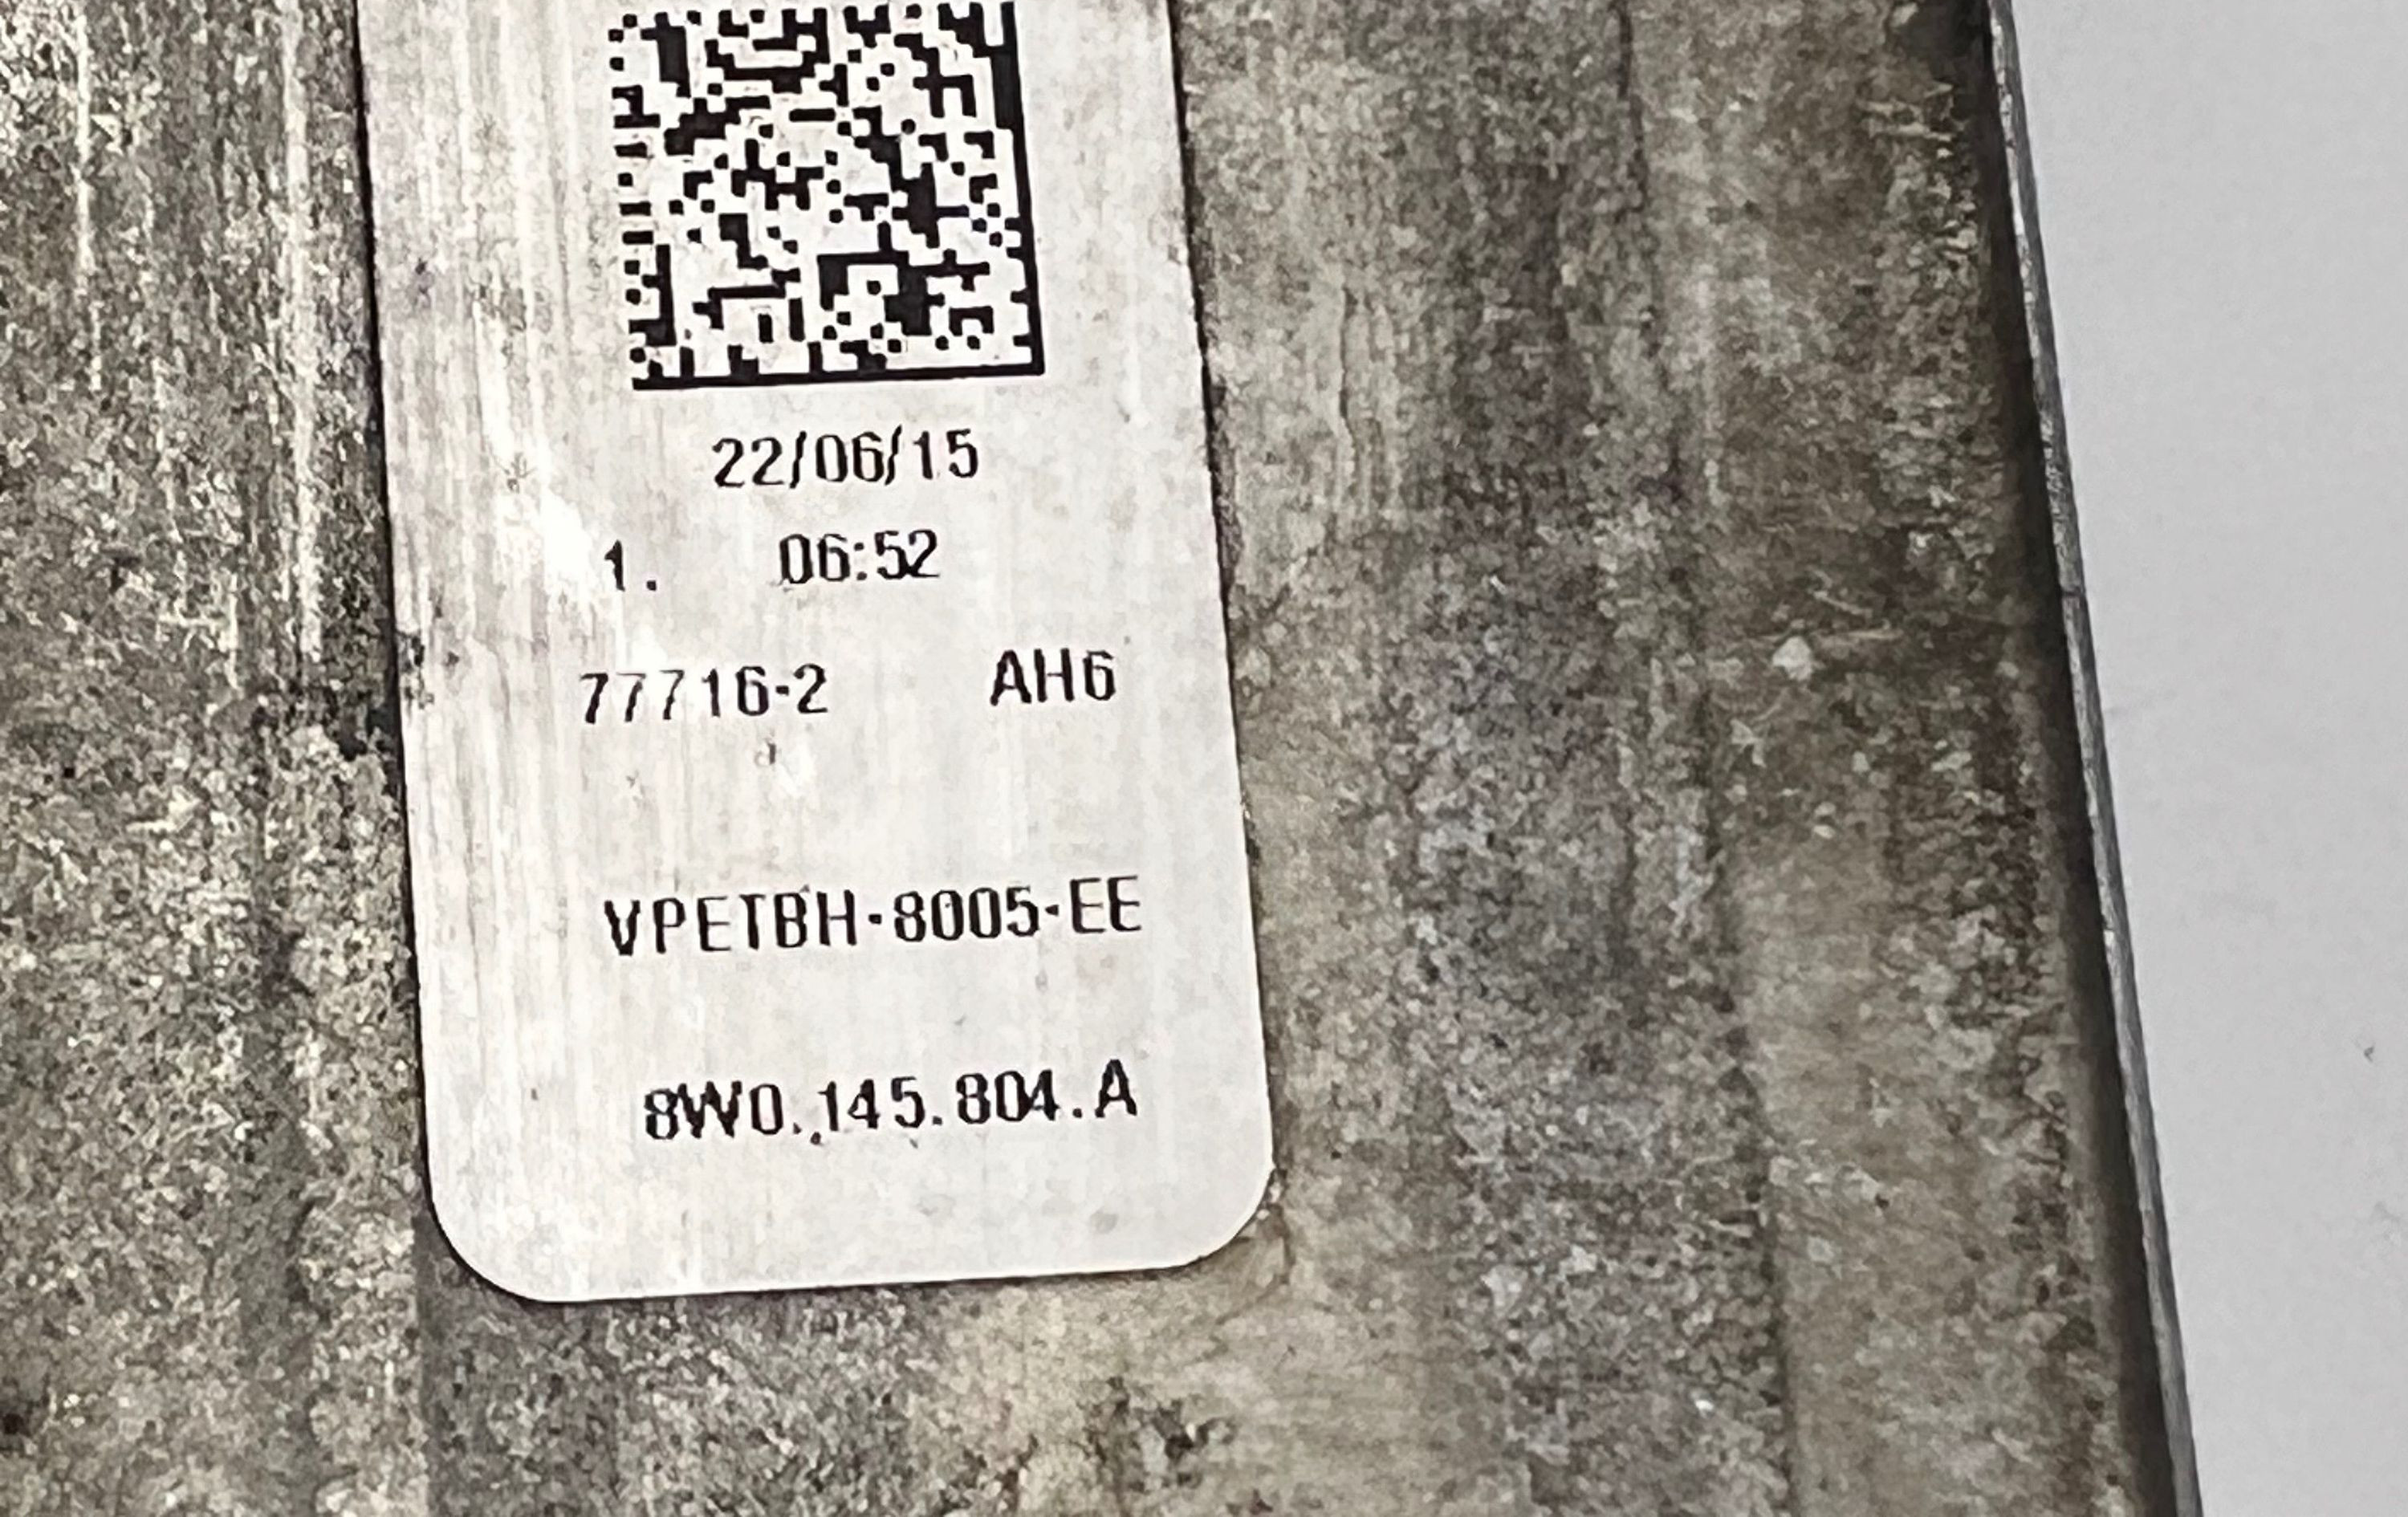 22/06/15
1. 06:52
77716-2 AH6
VPETBH-8005-EE
8W0.145.804.A